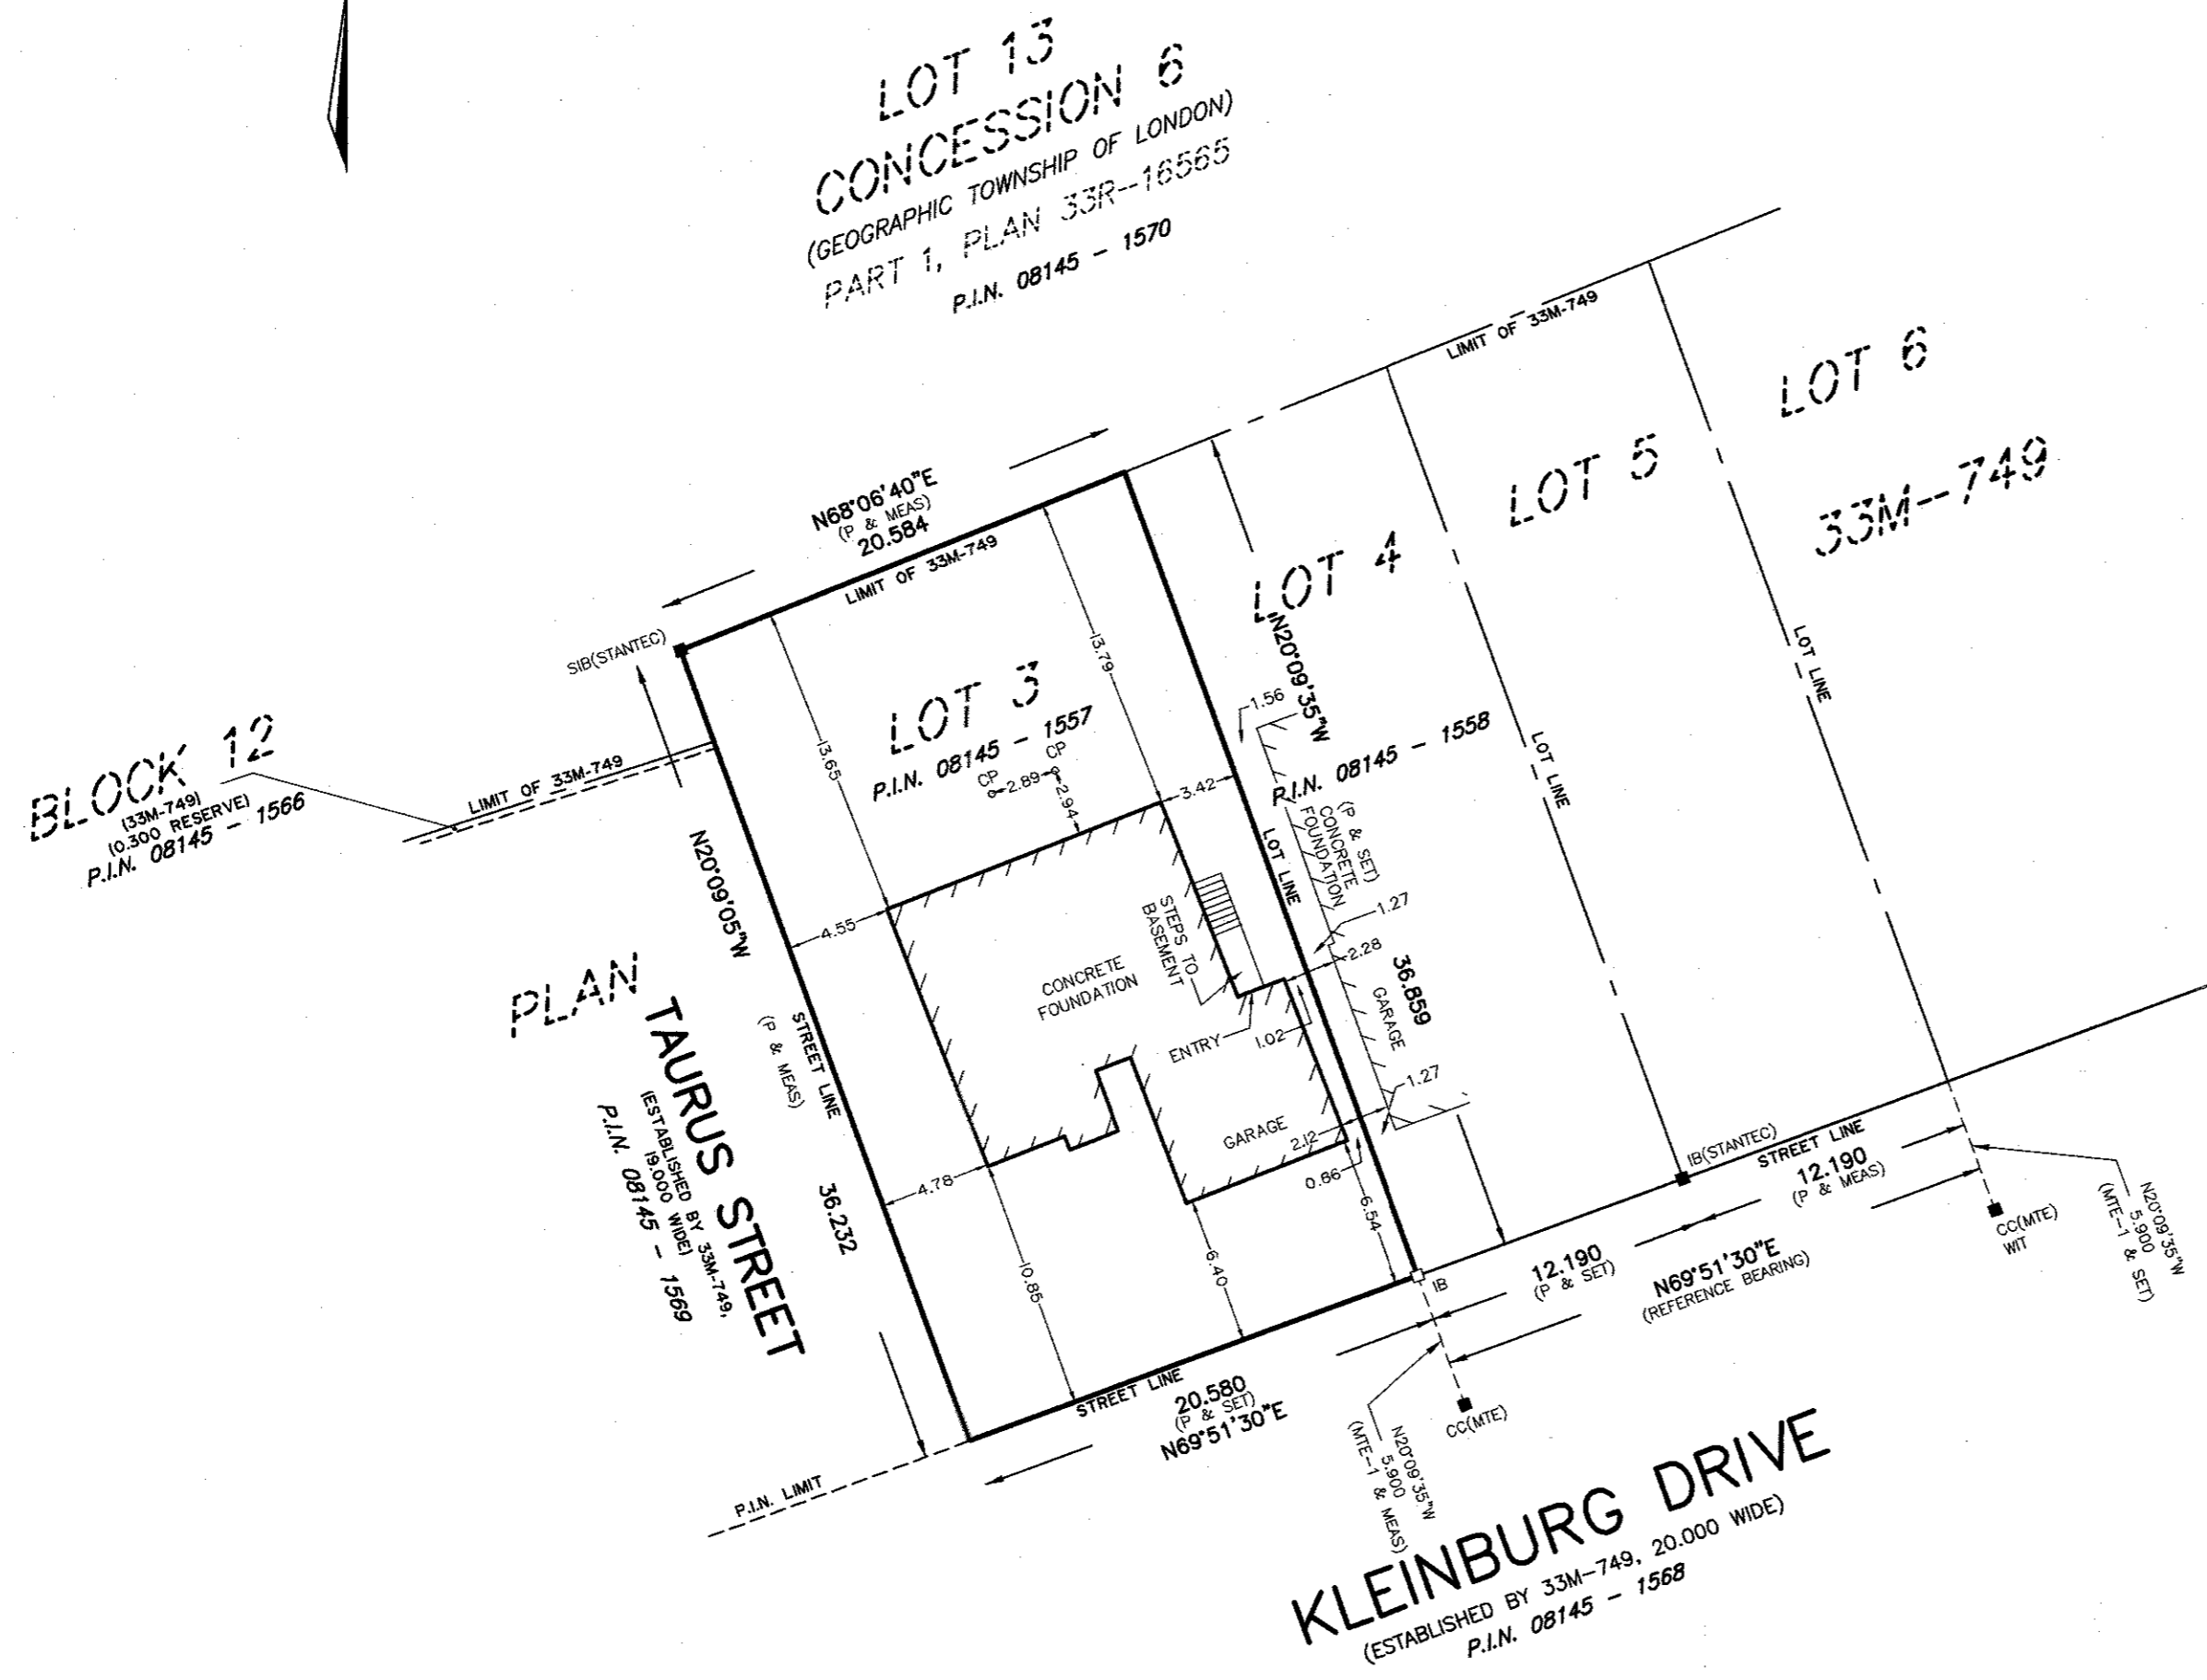 LOT 13
CONCESSION 6
(GEOGRAPHIC TOWNSHIP OF LONDON)
PART 1, PLAN 33R--16565
P.I.N. 08145 - 1570
LIMIT OF 33M-749
LOT 6
LOT 5
33M--749
LOT 4
N68°06'40"E
(P & MEAS)
20.584
LIMIT OF 33M-749
SIB(STANTEC)
LOT 3
P.I.N. 08145 - 1557
CP
CP
2.89
2.94
13.65
13.79
N20°09'35"W
1.56
P.I.N. 08145 - 1558
3.42
LOT LINE
LOT LINE
LOT LINE
(P & SET)
CONCRETE
FOUNDATION
BLOCK 12
(33M-749)
(0.300 RESERVE)
P.I.N. 08145 - 1566
LIMIT OF 33M-749
N20°09'05"W
4.55
STEPS TO
BASEMENT
CONCRETE
FOUNDATION
1.27
2.28
36.859
GARAGE
ENTRY
1.02
PLAN
TAURUS STREET
(ESTABLISHED BY 33M-749,
19.000 WIDE)
P.I.N. 08145 - 1569
STREET LINE
(P & MEAS)
36.232
GARAGE
2.12
1.27
0.86
4.78
10.85
6.40
6.54
IB
IB(STANTEC)
STREET LINE
12.190
(P & MEAS)
CC(MTE)
WIT
N20°09'35"W
5.900
(MTE--1 & SET)
12.190
(P & SET)
N69°51'30"E
(REFERENCE BEARING)
STREET LINE
20.580
(P & SET)
N69°51'30"E
CC(MTE)
N20°09'35"W
5.900
(MTE--1 & MEAS)
P.I.N. LIMIT
KLEINBURG DRIVE
(ESTABLISHED BY 33M-749, 20.000 WIDE)
P.I.N. 08145 - 1568